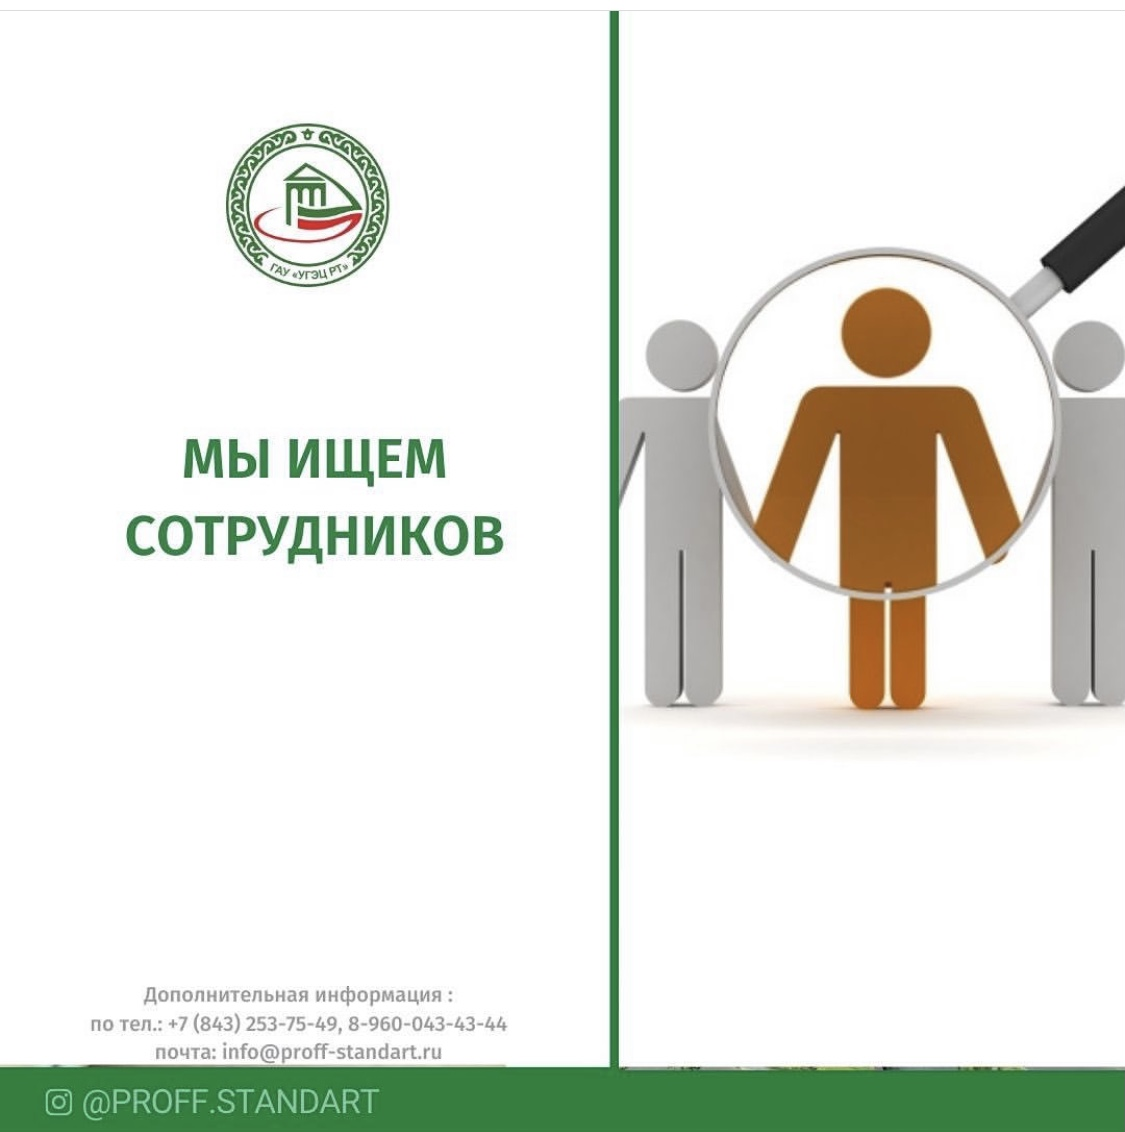 ГАУ «УГЭЦ РТ»
МЫ ИЩЕМ
СОТРУДНИКОВ
Дополнительная информация :
по тел.: +7 (843) 253-75-49, 8-960-043-43-44
почта: info@proff-standart.ru
@PROFF.STANDART